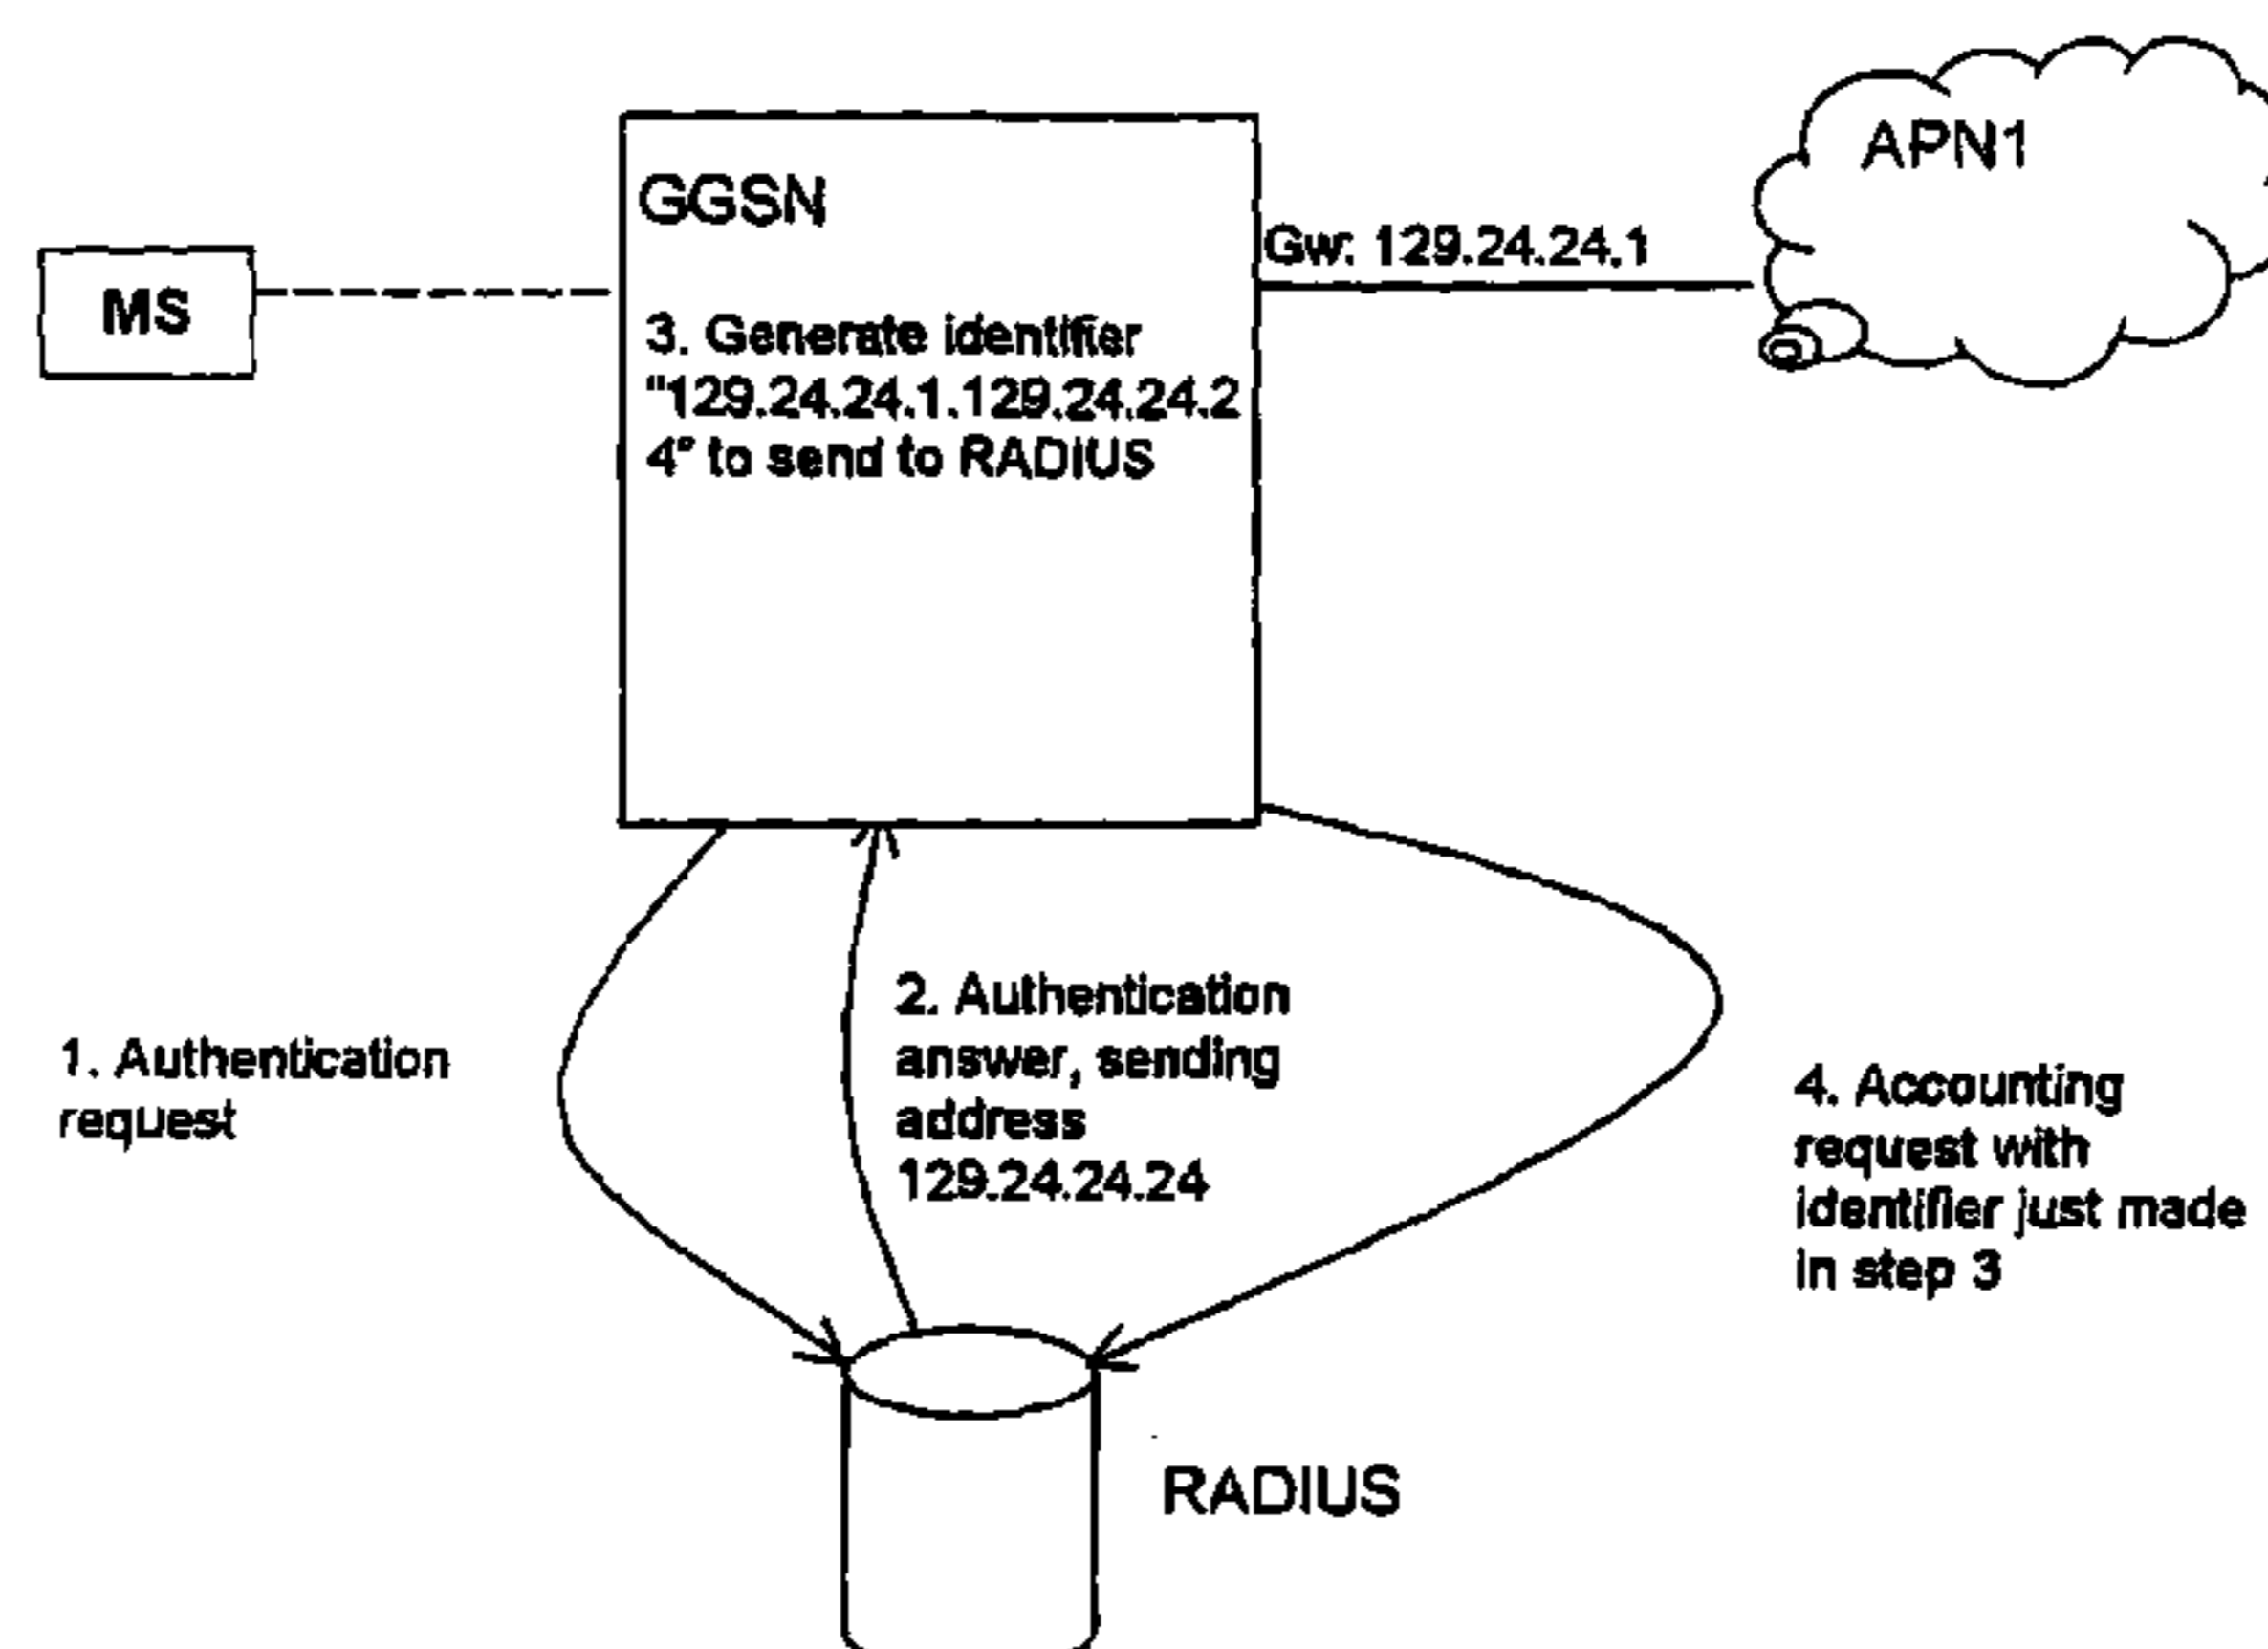 APN1
GGSN
Gw: 129.24.24.1
MS
3. Generate identifier
"129.24.24.1.129.24.24.2
4" to send to RADIUS
2. Authentication
answer, sending
address
129.24.24.24
1. Authentication
request
4. Accounting
request with
identifier just made
in step 3
RADIUS